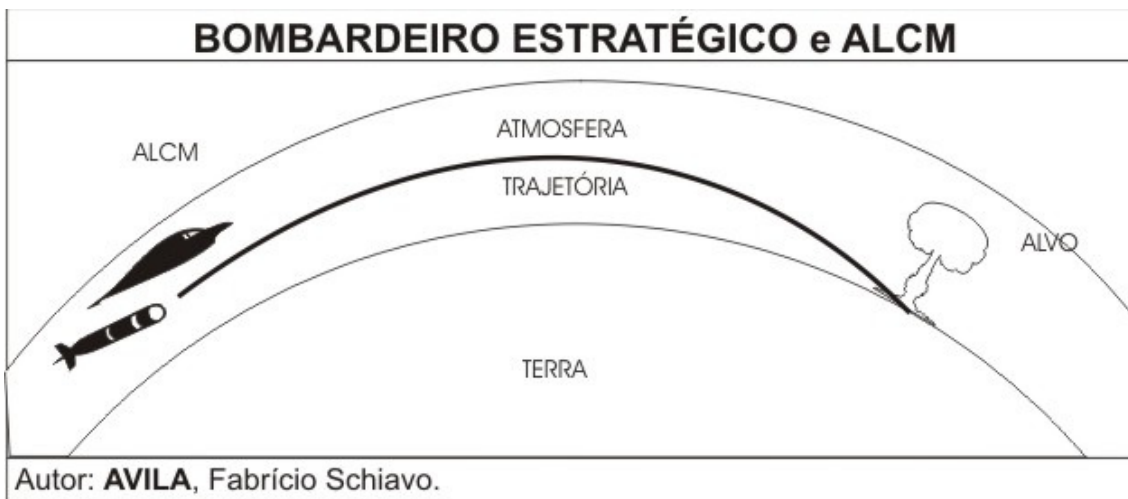 BOMBARDEIRO ESTRATÉGICO e ALCM
ATMOSFERA
ALCM
TRAJETÓRIA
ALVO
TERRA
Autor: AVILA, Fabrício Schiavo.